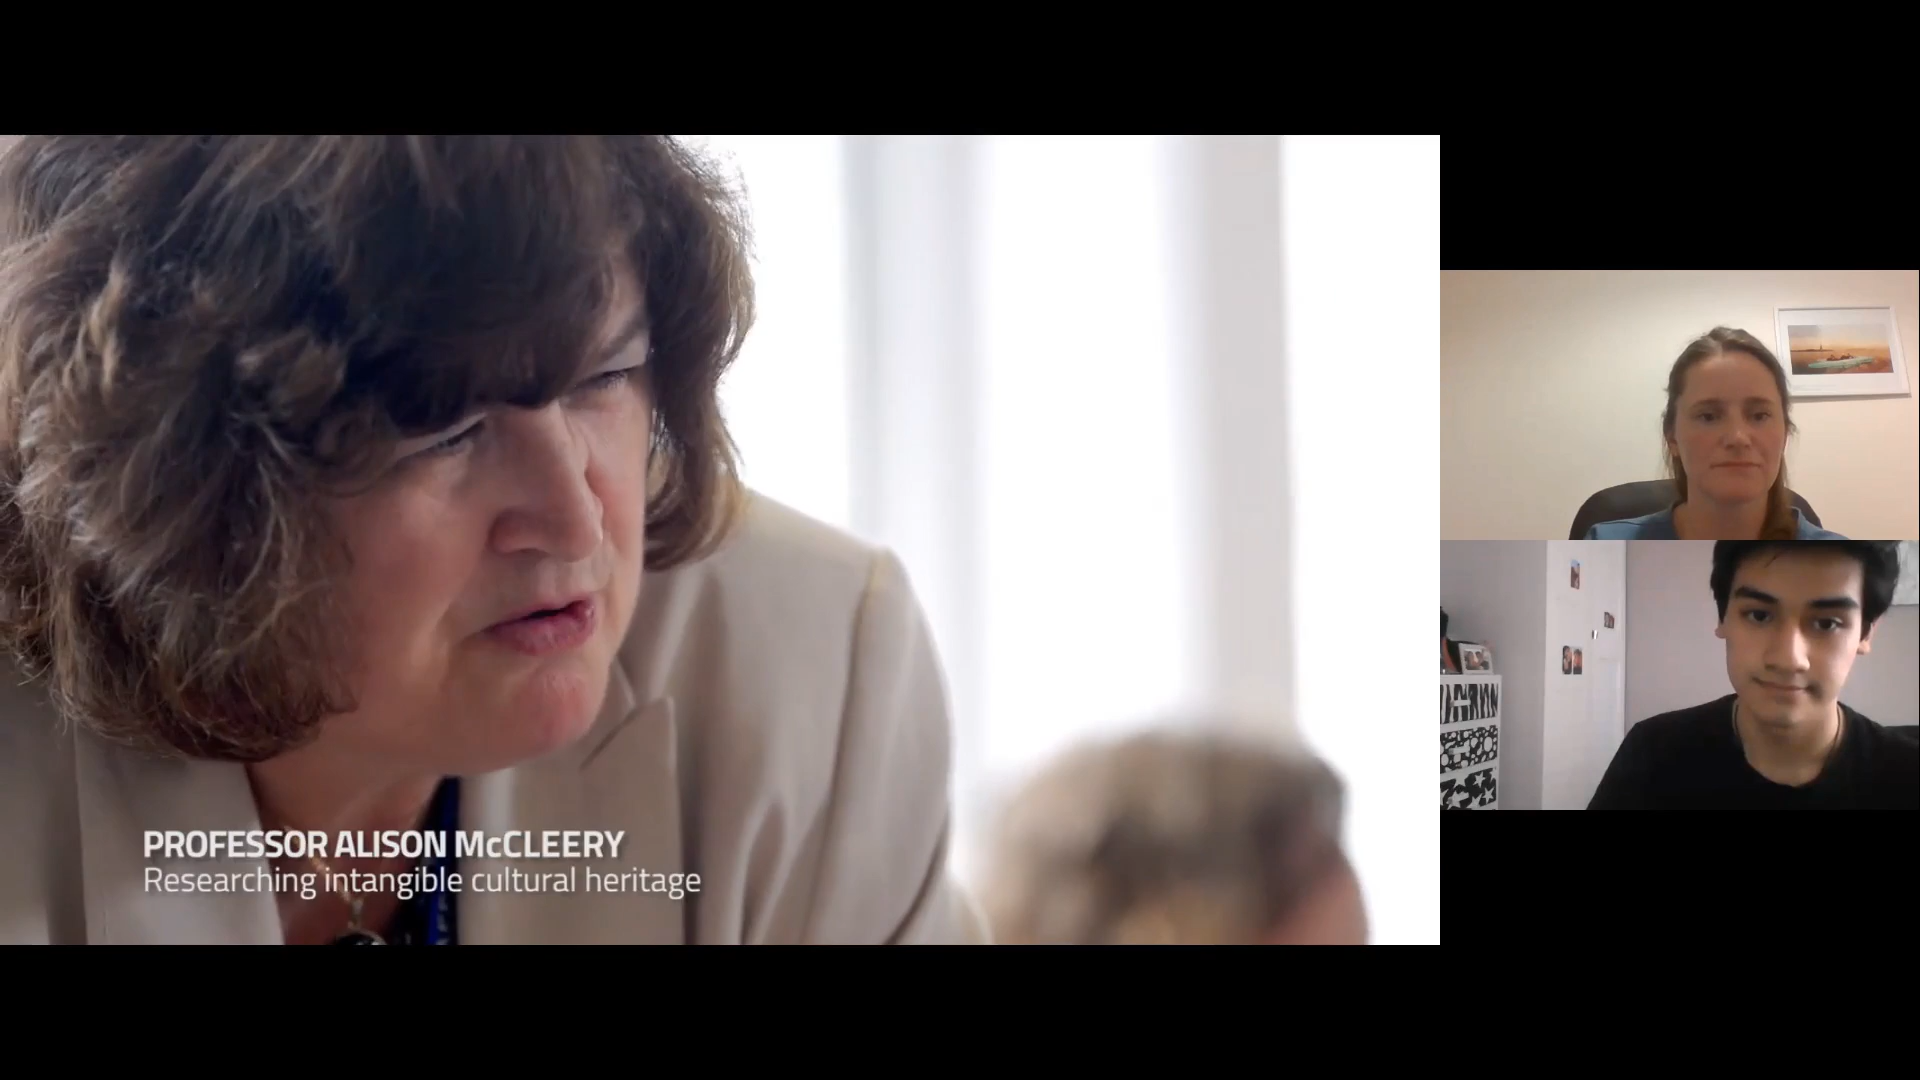 PROFESSOR ALISON McCLEERY
Researching intangible cultural heritage